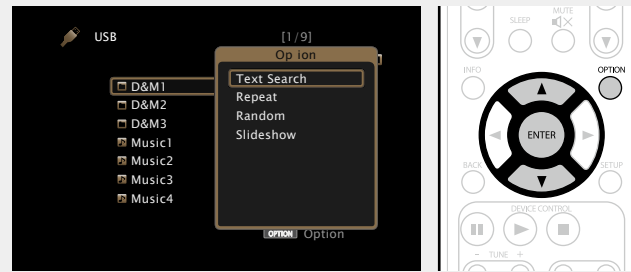 USB
[1/9]
Op ion
Text Search
Repeat
Random
Slideshow
D&M1
D&M2
D&M3
Music1
Music2
Music3
Music4
OPTION Option
SLEEP
MUTE
INFO
OPTION
ENTER
BACK
SETUP
DEVICE CONTROL
- TUNE +